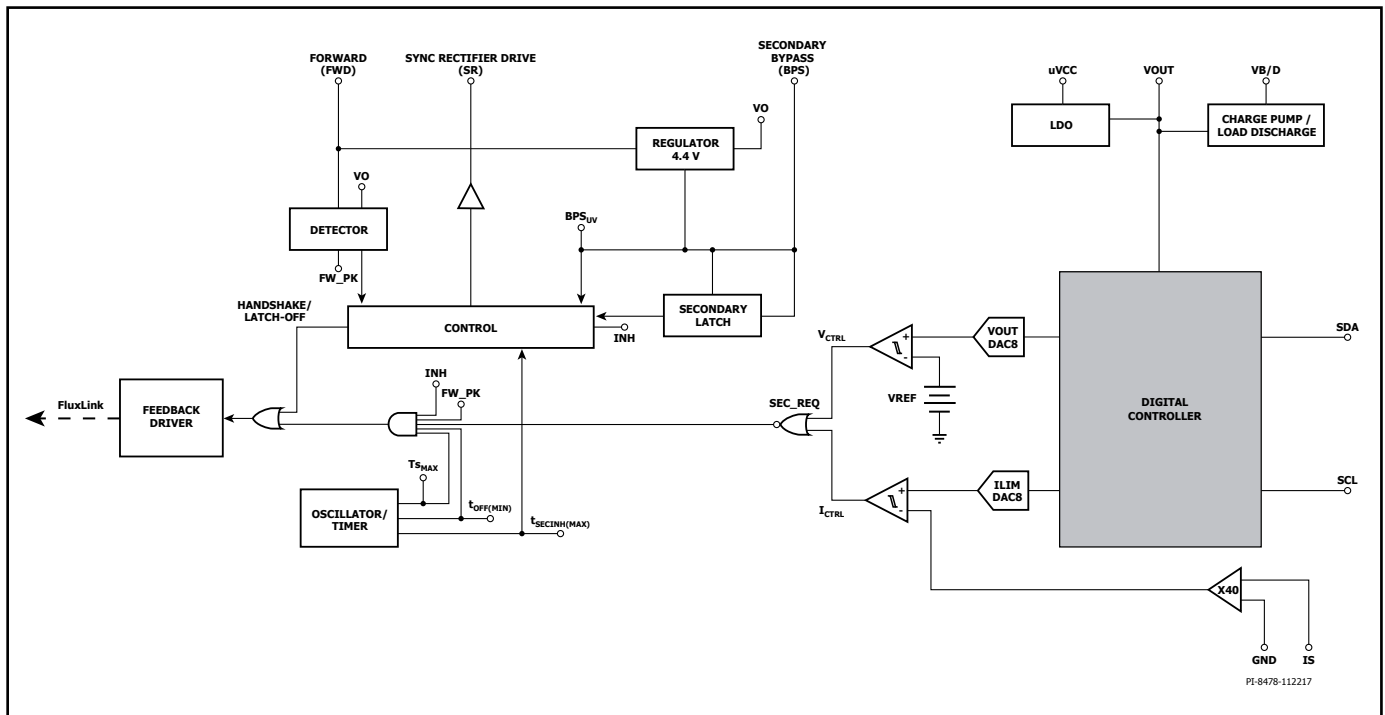 FORWARD
(FWD)
SYNC RECTIFIER DRIVE
(SR)
SECONDARY
BYPASS
(BPS)
uVCC
VOUT
VB/D
LDO
CHARGE PUMP /
LOAD DISCHARGE
VO
REGULATOR
4.4 V
VO
DETECTOR
BPSUV
FW_PK
HANDSHAKE/
LATCH-OFF
CONTROL
SECONDARY
LATCH
INH
VCTRL
+
-
VOUT
DAC8
SDA
INH
FW_PK
VREF
SEC_REQ
FluxLink
FEEDBACK
DRIVER
DIGITAL
CONTROLLER
TsMAX
OSCILLATOR/
TIMER
tOFF(MIN)
tSECINH(MAX)
ICTRL
+
-
ILIM
DAC8
SCL
X40
GND
IS
PI-8478-112217